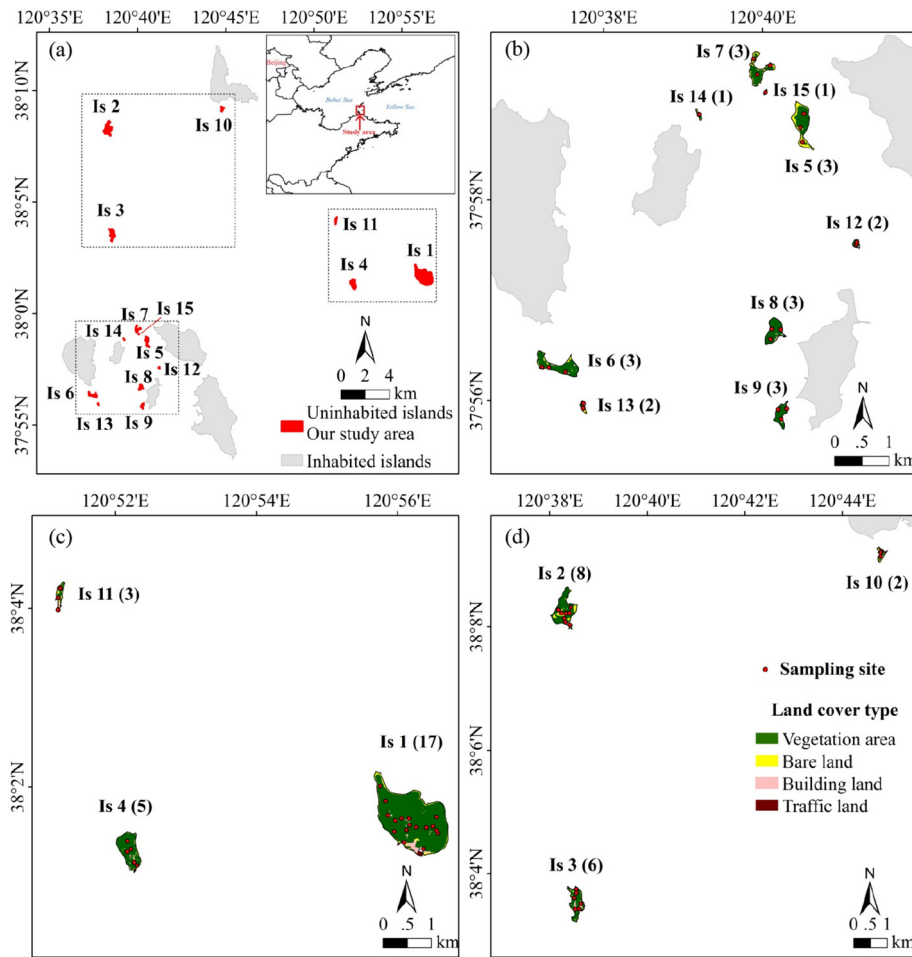 120°35'E 120°40'E 120°45'E 120°50'E 120°55'E
(a)
38°10'N
38°5'N
38°0'N
37°55'N
Is 2
Is 10
Is 3
Is 11
Is 1
Is 4
Is 7
Is 15
Is 14
Is 5
Is 12
Is 8
Is 6
Is 13
Is 9
Beijing
Bohai Sea
Yellow Sea
Study area
N
0 2 4
km
Uninhabited islands
Our study area
Inhabited islands
120°38'E 120°40'E
(b)
37°58'N
37°56'N
Is 7 (3)
Is 15 (1)
Is 14 (1)
Is 5 (3)
Is 12 (2)
Is 8 (3)
Is 6 (3)
Is 9 (3)
Is 13 (2)
N
0 .5 1
km
120°52'E 120°54'E 120°56'E
(c)
38°4'N
38°2'N
Is 11 (3)
Is 1 (17)
Is 4 (5)
N
0 .5 1
km
120°38'E 120°40'E 120°42'E 120°44'E
(d)
38°8'N
38°6'N
38°4'N
Is 2 (8)
Is 10 (2)
Is 3 (6)
Sampling site
Land cover type
Vegetation area
Bare land
Building land
Traffic land
N
0 .5 1
km